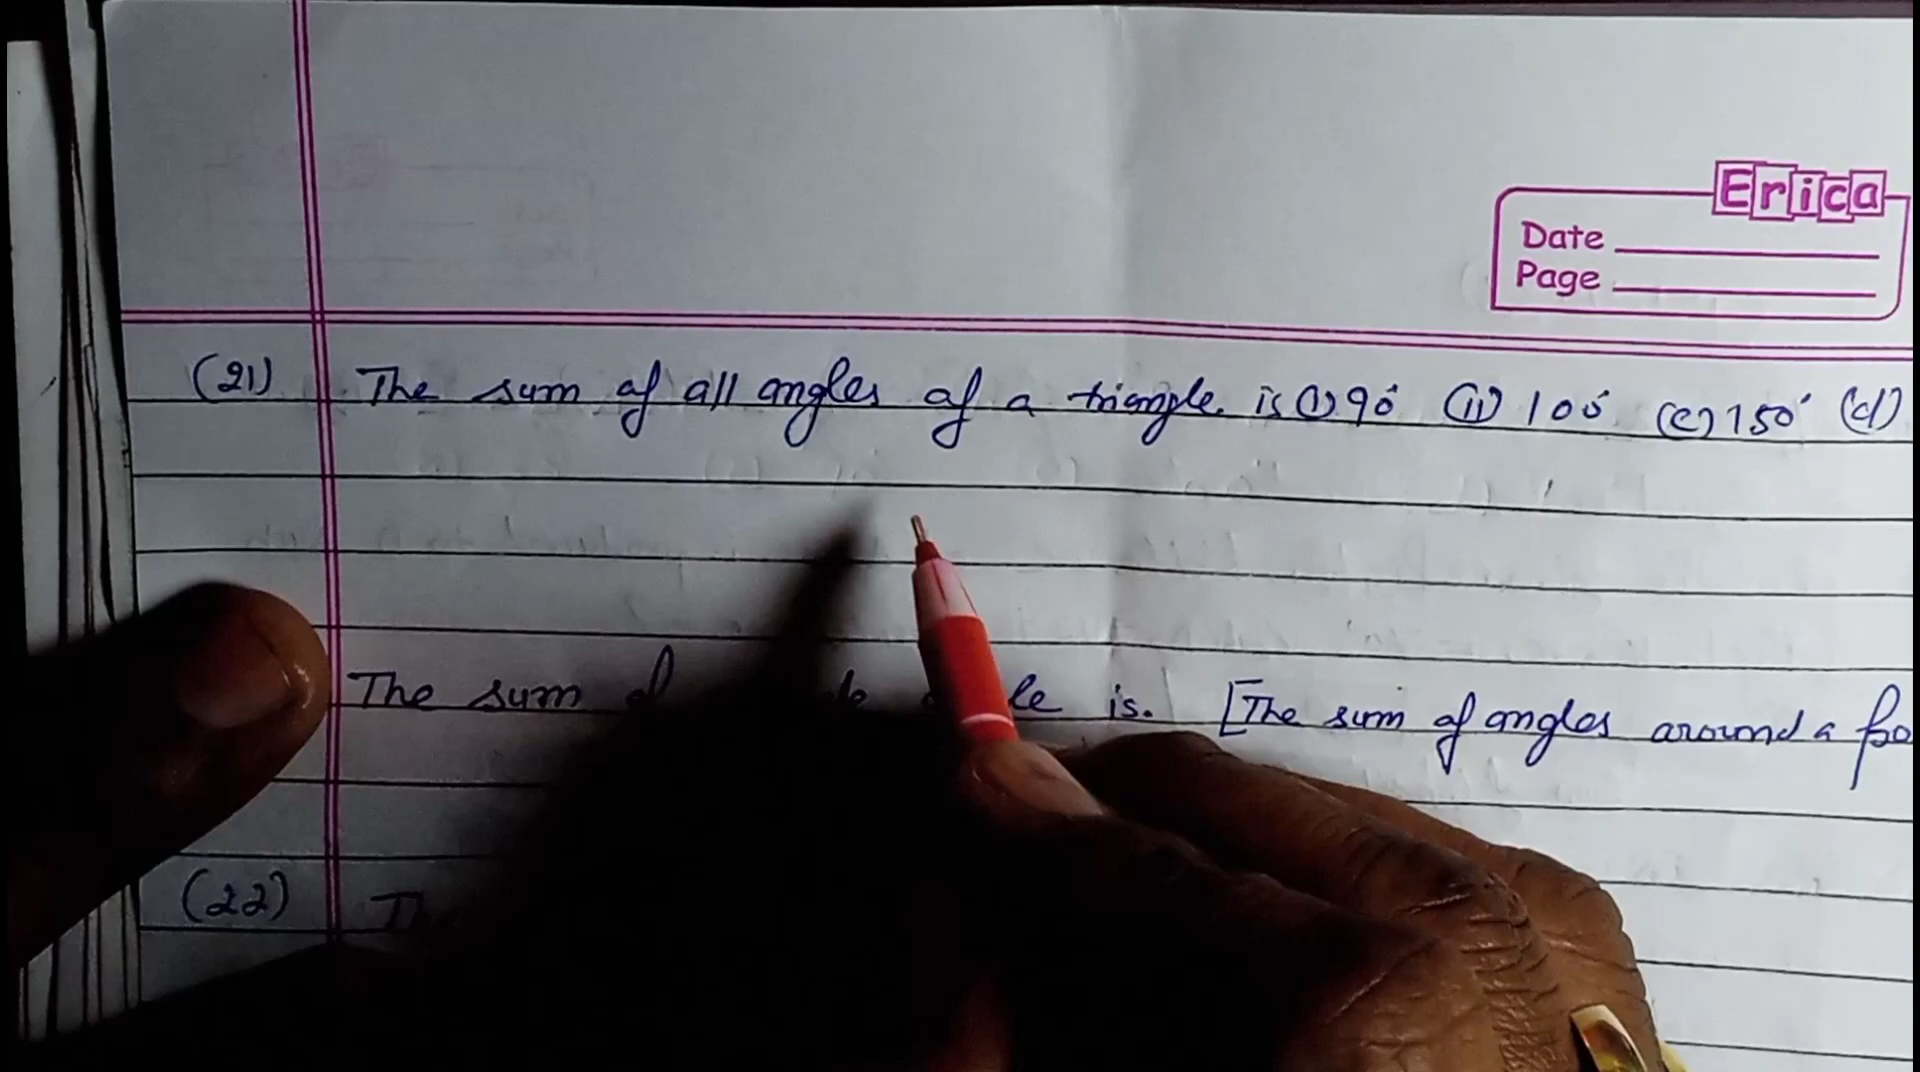 Erica
Date
Page
(21) The sum of all angles of a triangle is (i) 90° (ii) 100° (c) 150° (d)
The sum of le is. [The sum of angles around a
(22)